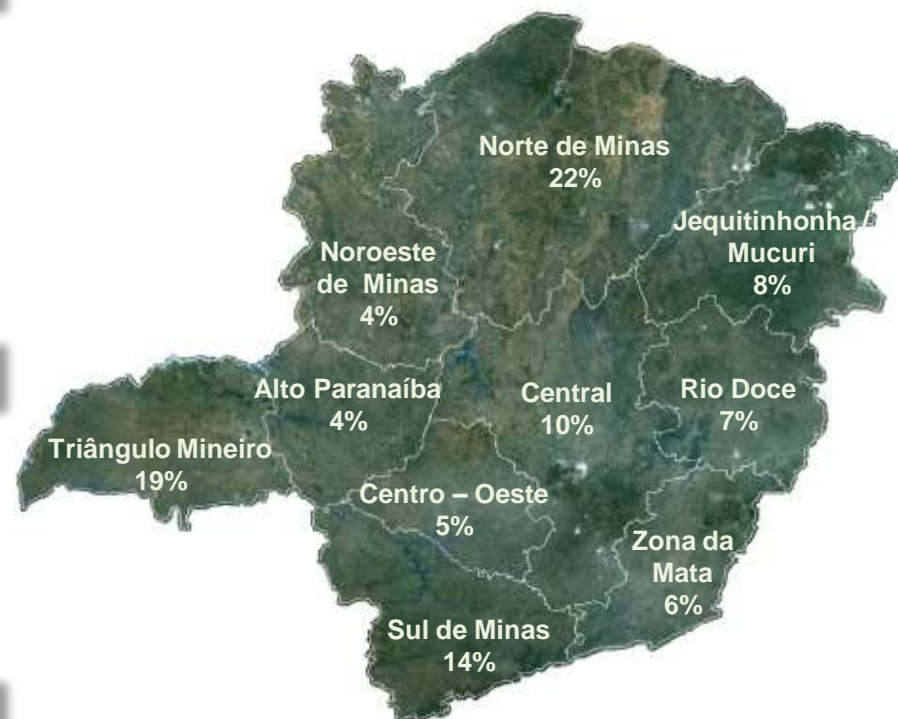 Norte de Minas
22%
Jequitinhonha /
Mucuri
8%
Noroeste
de Minas
4%
Alto Paranaíba
4%
Central
10%
Rio Doce
7%
Triângulo Mineiro
19%
Centro – Oeste
5%
Zona da
Mata
6%
Sul de Minas
14%